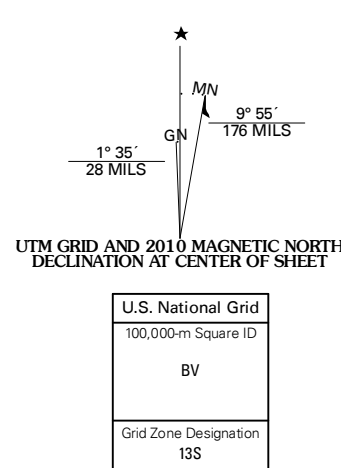 ★
MN
GN
9° 55´
176 MILS
1° 35´
28 MILS
UTM GRID AND 2010 MAGNETIC NORTH
DECLINATION AT CENTER OF SHEET
U.S. National Grid
100,000-m Square ID
BV
Grid Zone Designation
13S